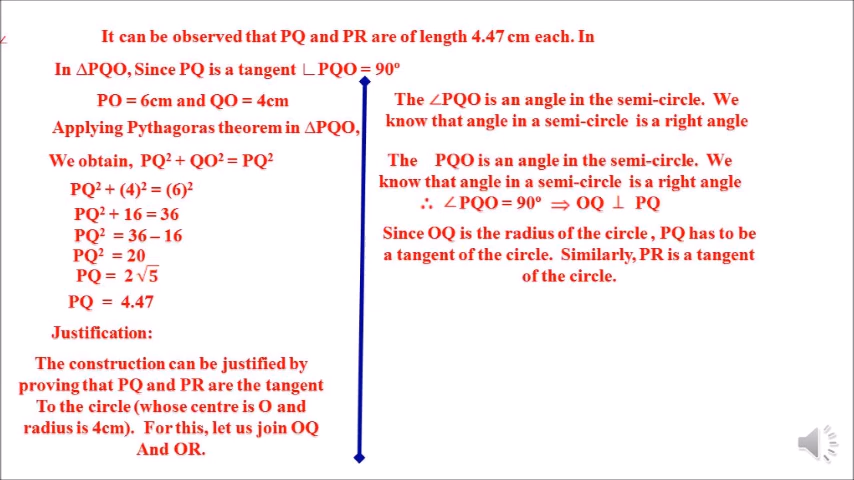 It can be observed that PQ and PR are of length 4.47 cm each. In
In ΔPQO, Since PQ is a tangent ∟PQO = 90º
PO = 6cm and QO = 4cm
Applying Pythagoras theorem in ΔPQO,
We obtain, PQ² + QO² = PQ²
PQ² + (4)² = (6)²
PQ² + 16 = 36
PQ² = 36 – 16
PQ² = 20
PQ = 2√5
PQ = 4.47
Justification:
The construction can be justified by
proving that PQ and PR are the tangent
To the circle (whose centre is O and
radius is 4cm). For this, let us join OQ
And OR.
The ∠PQO is an angle in the semi-circle. We
know that angle in a semi-circle is a right angle
The PQO is an angle in the semi-circle. We
know that angle in a semi-circle is a right angle
∴ ∠PQO = 90º ⇒ OQ ⊥ PQ
Since OQ is the radius of the circle, PQ has to be
a tangent of the circle. Similarly, PR is a tangent
of the circle.